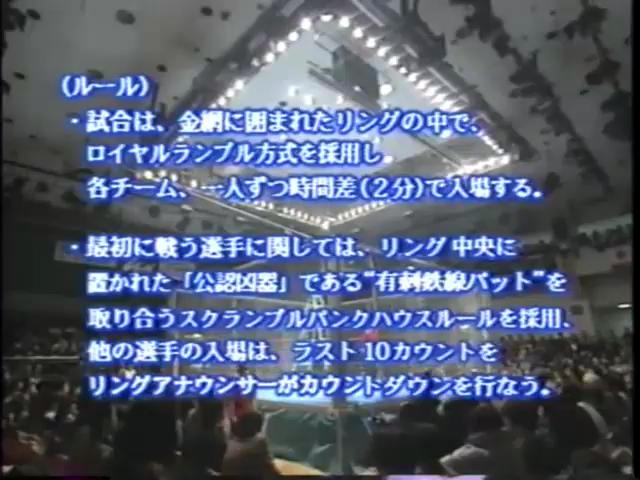 (ルール)
・試合は、金網に囲まれたリングの中で、
ロイヤルランブル方式を採用し、
各チーム、一人ずつ時間差(2分)で入場する。
・最初に戦う選手に関しては、リング中央に
置かれた「公認凶器」である“有刺鉄線バット”を
取り合うスクランブルバンクハウスルールを採用、
他の選手の入場は、ラスト10カウントを
リングアナウンサーがカウントダウンを行なう。